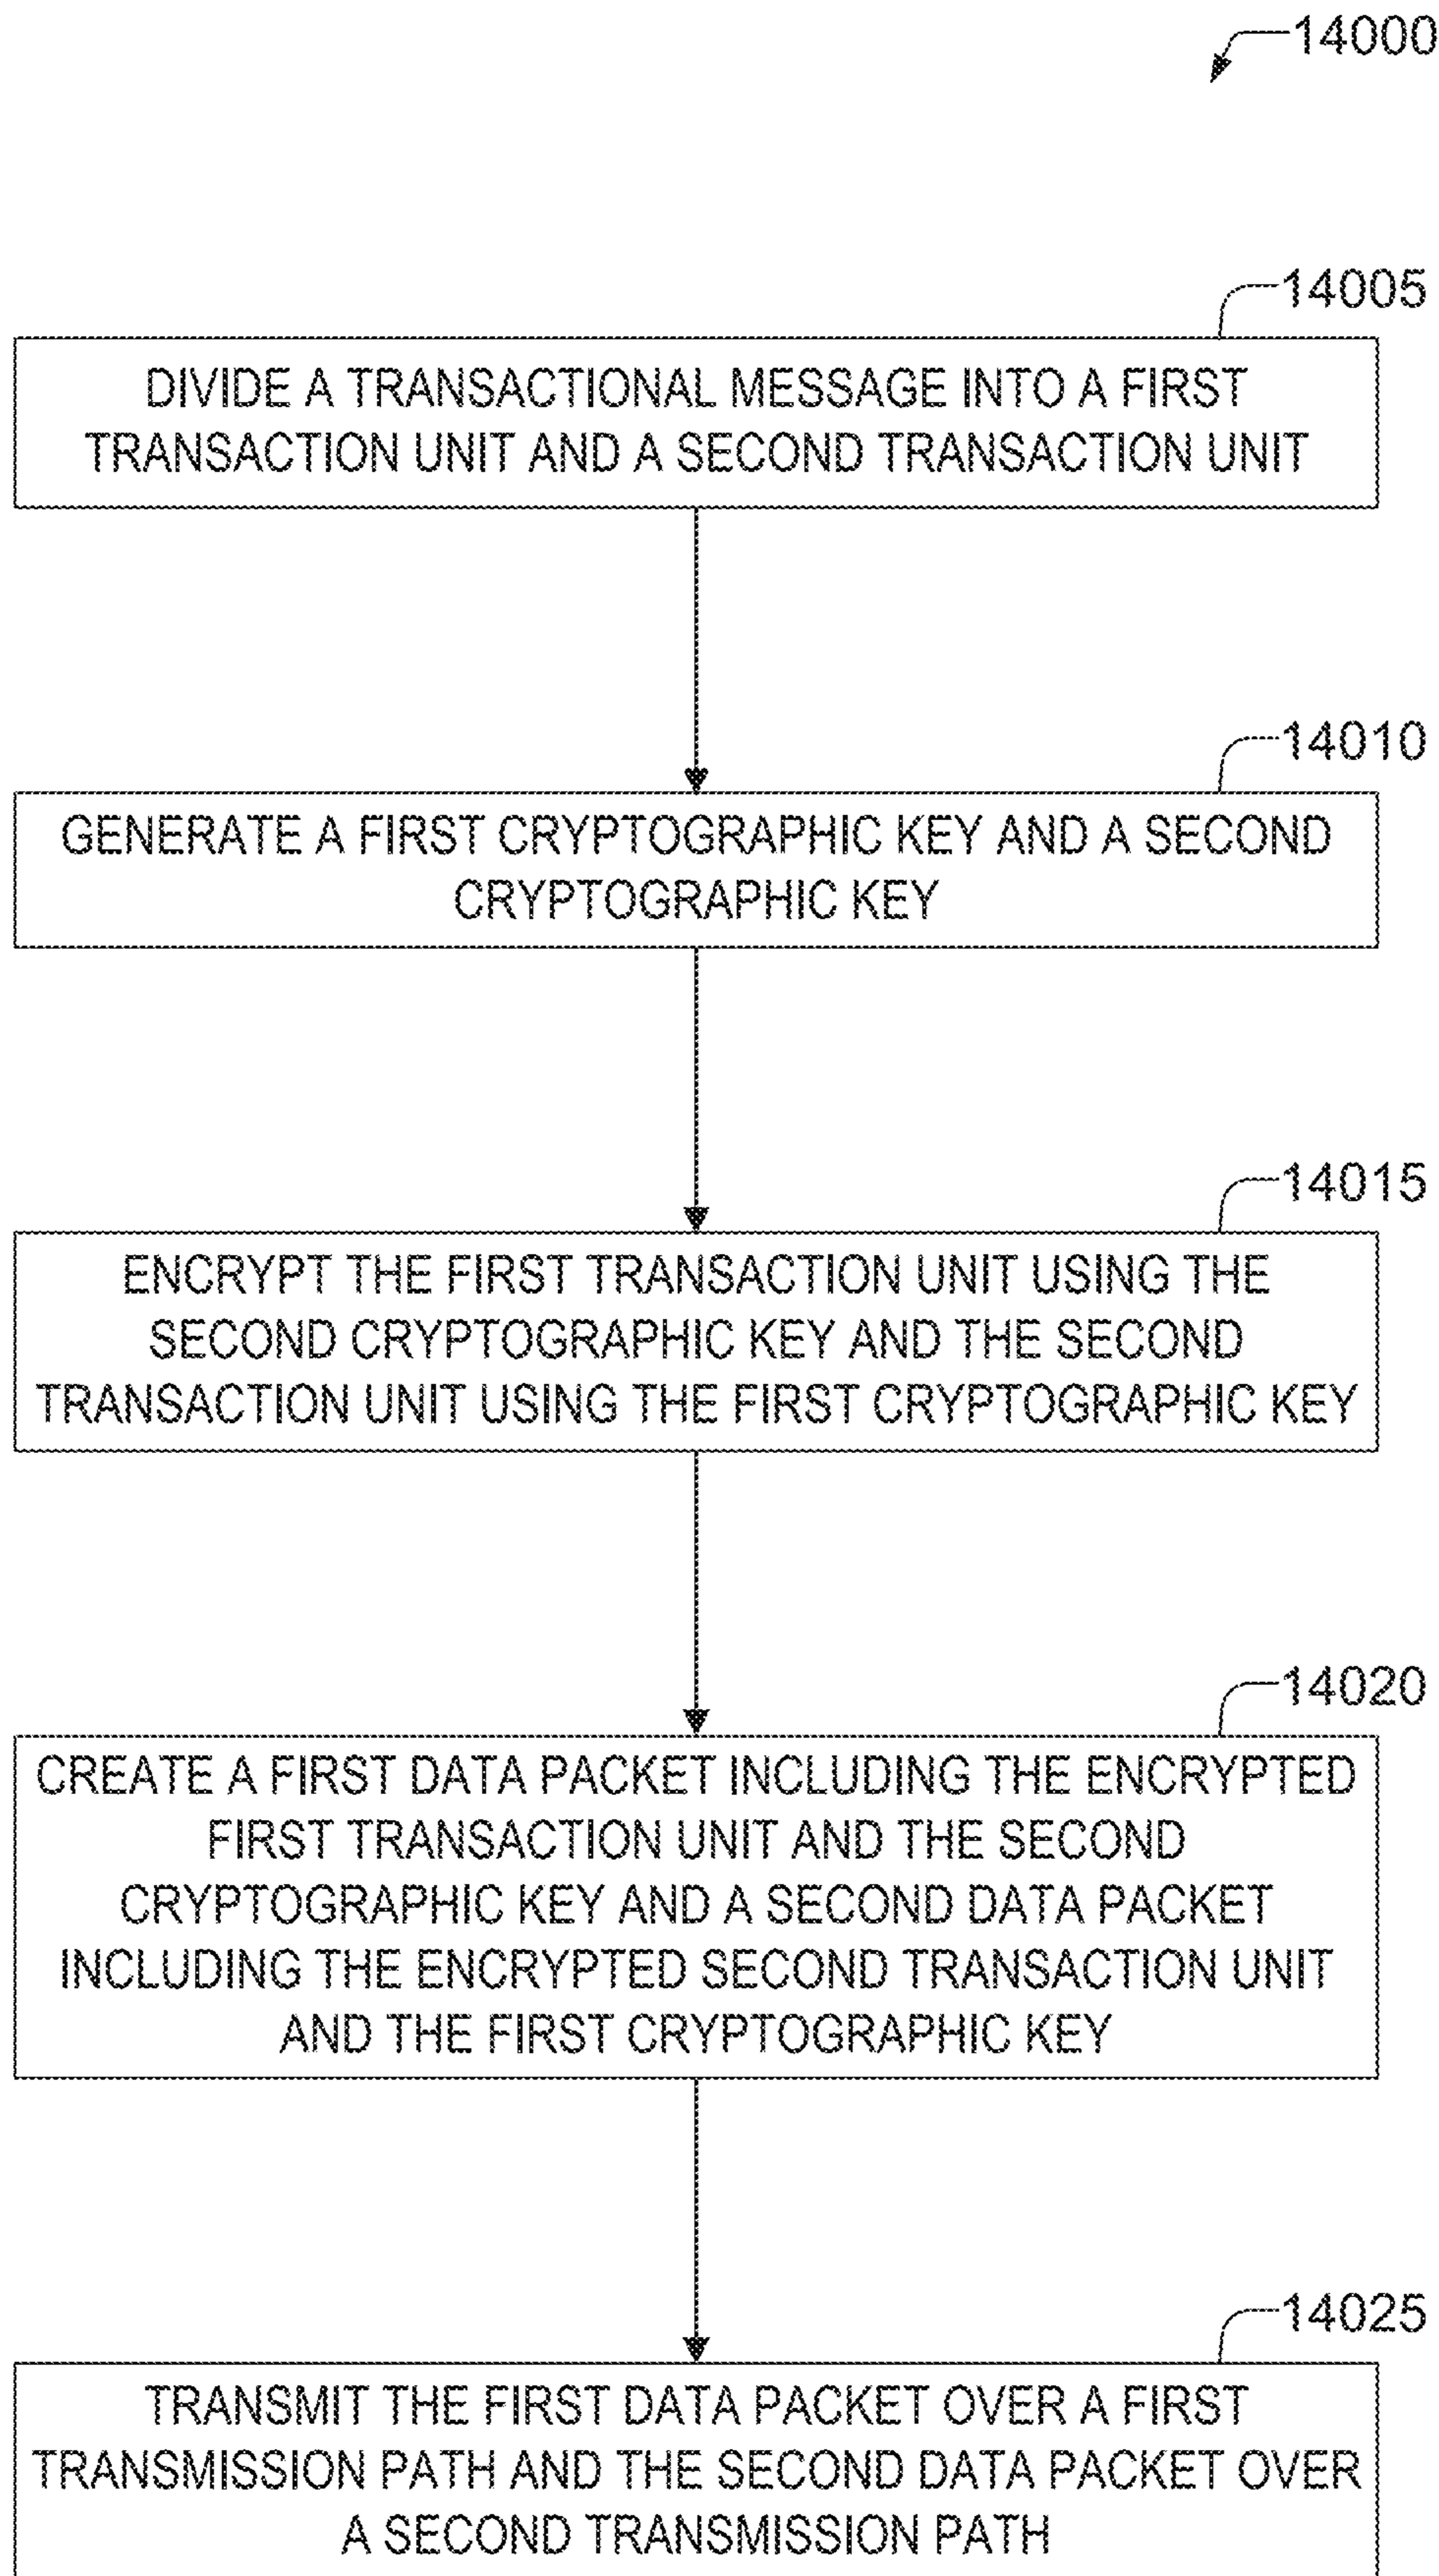 14000
14005
DIVIDE A TRANSACTIONAL MESSAGE INTO A FIRST
TRANSACTION UNIT AND A SECOND TRANSACTION UNIT
14010
GENERATE A FIRST CRYPTOGRAPHIC KEY AND A SECOND
CRYPTOGRAPHIC KEY
14015
ENCRYPT THE FIRST TRANSACTION UNIT USING THE
SECOND CRYPTOGRAPHIC KEY AND THE SECOND
TRANSACTION UNIT USING THE FIRST CRYPTOGRAPHIC KEY
14020
CREATE A FIRST DATA PACKET INCLUDING THE ENCRYPTED
FIRST TRANSACTION UNIT AND THE SECOND
CRYPTOGRAPHIC KEY AND A SECOND DATA PACKET
INCLUDING THE ENCRYPTED SECOND TRANSACTION UNIT
AND THE FIRST CRYPTOGRAPHIC KEY
14025
TRANSMIT THE FIRST DATA PACKET OVER A FIRST
TRANSMISSION PATH AND THE SECOND DATA PACKET OVER
A SECOND TRANSMISSION PATH